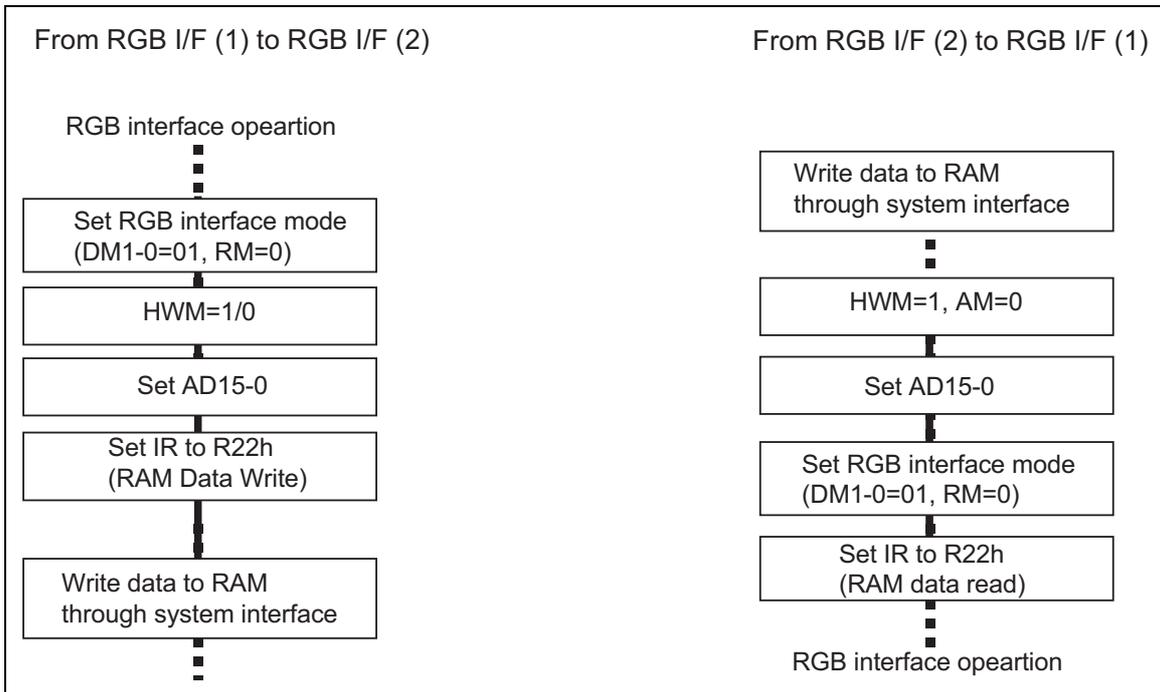 From RGB I/F (1) to RGB I/F (2)
RGB interface opeartion
Set RGB interface mode
(DM1-0=01, RM=0)
HWM=1/0
Set AD15-0
Set IR to R22h
(RAM Data Write)
Write data to RAM
through system interface
From RGB I/F (2) to RGB I/F (1)
Write data to RAM
through system interface
HWM=1, AM=0
Set AD15-0
Set RGB interface mode
(DM1-0=01, RM=0)
Set IR to R22h
(RAM data read)
RGB interface opeartion